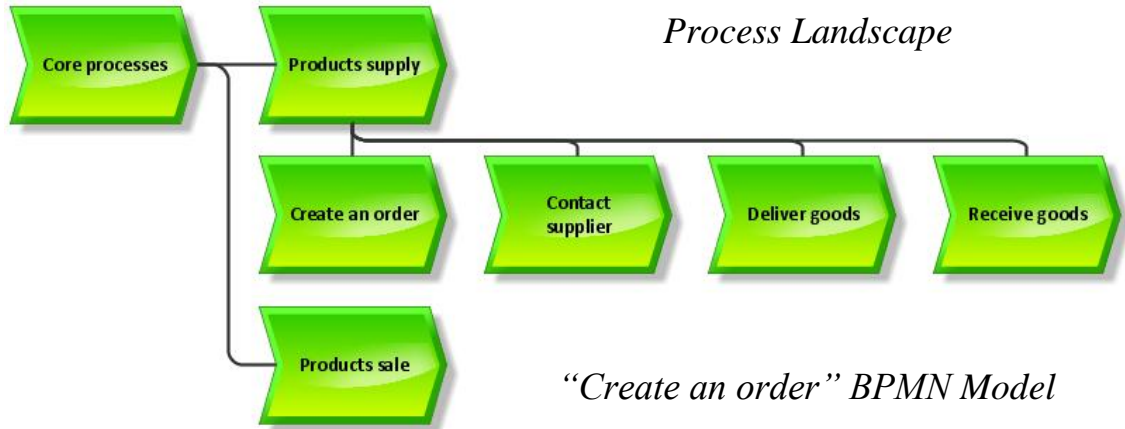 Process Landscape
Core processes
Products supply
Create an order
Contact
supplier
Deliver goods
Receive goods
Products sale
“Create an order” BPMN Model